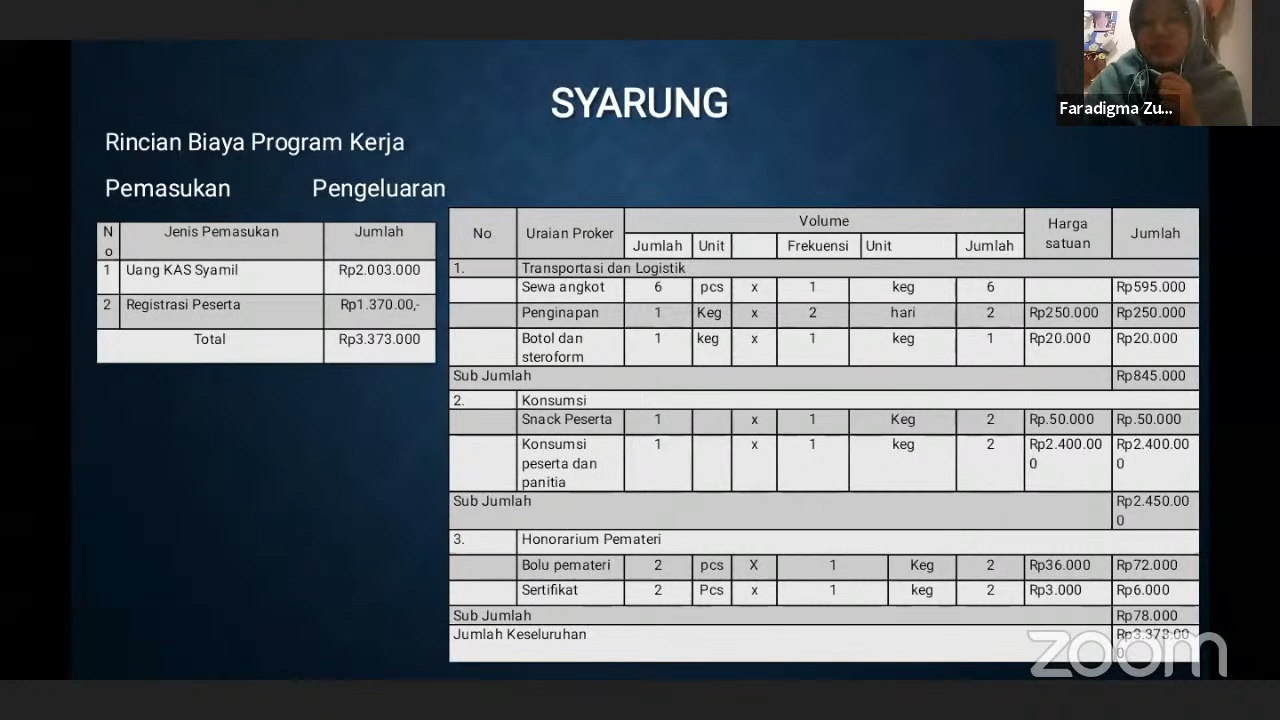 Faradigma Zu...
SYARUNG
Rincian Biaya Program Kerja
Pemasukan Pengeluaran
No Jenis Pemasukan Jumlah
1 Uang KAS Syamil Rp2.003.000
2 Registrasi Peserta Rp1.370.00,-
Total Rp3.373.000
No Uraian Proker Volume Harga satuan Jumlah
Jumlah Unit Frekuensi Unit Jumlah
1. Transportasi dan Logistik
Sewa angkot 6 pcs x 1 keg 6 Rp595.000
Penginapan 1 Keg x 2 hari 2 Rp250.000 Rp250.000
Botol dan steroform 1 keg x 1 keg 1 Rp20.000 Rp20.000
Sub Jumlah Rp845.000
2. Konsumsi
Snack Peserta 1 x 1 Keg 2 Rp.50.000 Rp.50.000
Konsumsi peserta dan panitia 1 x 1 keg 2 Rp2.400.000 Rp2.400.000
Sub Jumlah Rp2.450.000
3. Honorarium Pemateri
Bolu pemateri 2 pcs X 1 Keg 2 Rp36.000 Rp72.000
Sertifikat 2 Pcs x 1 keg 2 Rp3.000 Rp6.000
Sub Jumlah Rp78.000
Jumlah Keseluruhan Rp3.373.000
zoom